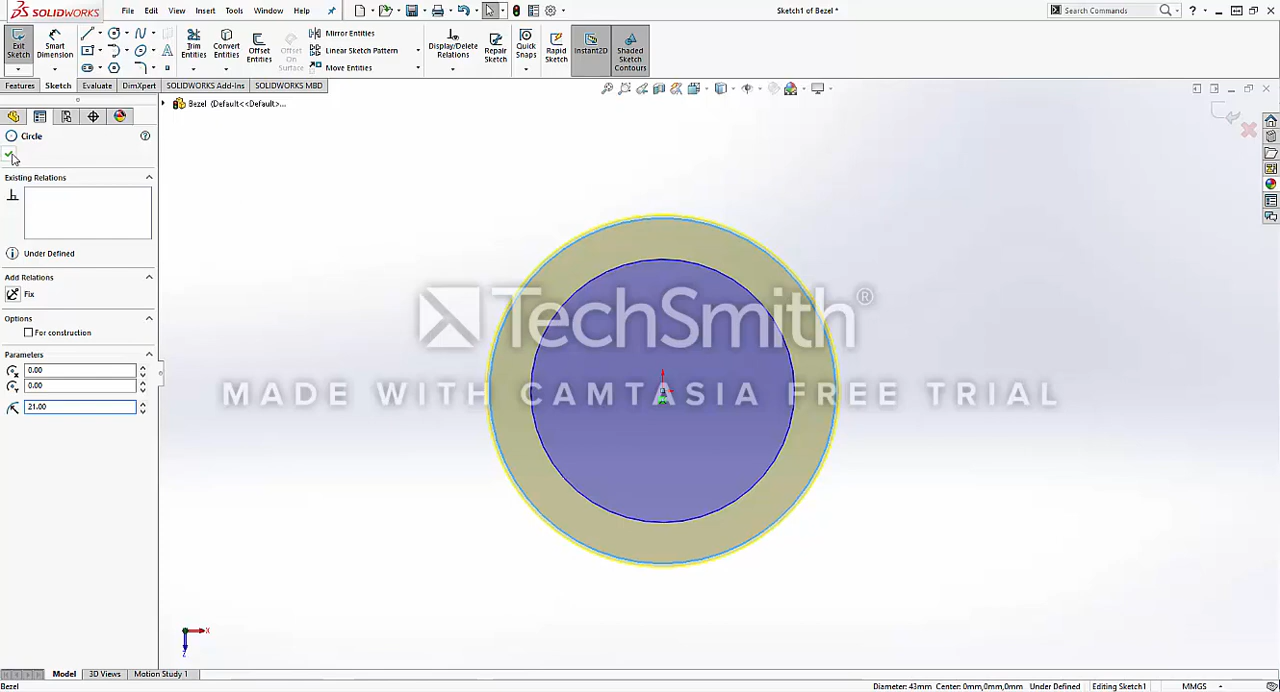 SOLIDWORKS
File Edit View Insert Tools Window Help
Sketch1 of Bezel *
Search Commands
Exit Sketch
Smart Dimension
Trim Entities
Convert Entities
Offset Entities
Offset On Surface
Mirror Entities
Linear Sketch Pattern
Move Entities
Display/Delete Relations
Repair Sketch
Quick Snaps
Rapid Sketch
Instant2D
Shaded Sketch Contours
Features Sketch Evaluate DimXpert SOLIDWORKS Add-Ins SOLIDWORKS MBD
Bezel (Default<<Default>...
Circle
Existing Relations
Under Defined
Add Relations
Fix
Options
For construction
Parameters
0.00
0.00
21.00
TechSmith®
MADE WITH CAMTASIA FREE TRIAL
X
Z
Model 3D Views Motion Study 1
Bezel
Diameter: 43mm Center: 0mm,0mm,0mm Under Defined Editing Sketch1 MMGS